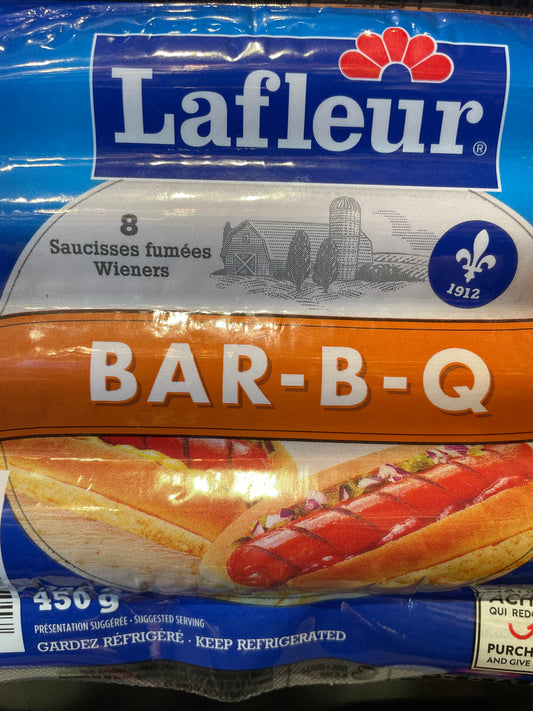 Lafleur®
8
Saucisses fumées
Wieners
1912
BAR-B-Q
450 g
PRÉSENTATION SUGGÉRÉE • SUGGESTED SERVING
GARDEZ RÉFRIGÉRÉ • KEEP REFRIGERATED
QUI RED
PURCH
AND GIVE